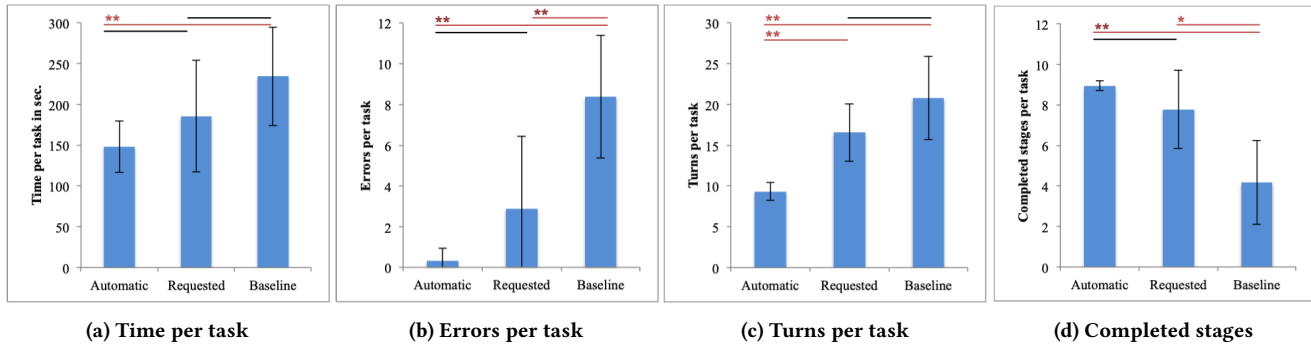 Time per task in sec.
300
250
200
150
100
50
0
**
Automatic Requested Baseline
(a) Time per task
Errors per task
12
10
8
6
4
2
0
**
**
Automatic Requested Baseline
(b) Errors per task
Turns per task
30
25
20
15
10
5
0
**
**
Automatic Requested Baseline
(c) Turns per task
Completed stages per task
12
10
8
6
4
2
0
**
*
Automatic Requested Baseline
(d) Completed stages